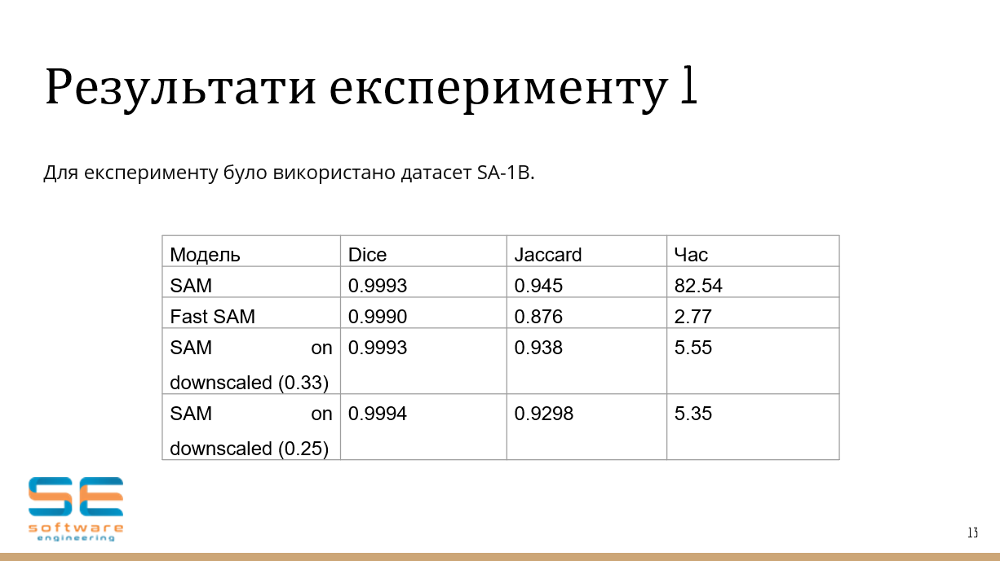 Результати експерименту 1
Для експерименту було використано датасет SA-1B.
Модель Dice Jaccard Час
SAM 0.9993 0.945 82.54
Fast SAM 0.9990 0.876 2.77
SAM on 0.9993 0.938 5.55
downscaled (0.33)
SAM on 0.9994 0.9298 5.35
downscaled (0.25)
SE
software
engineering
13